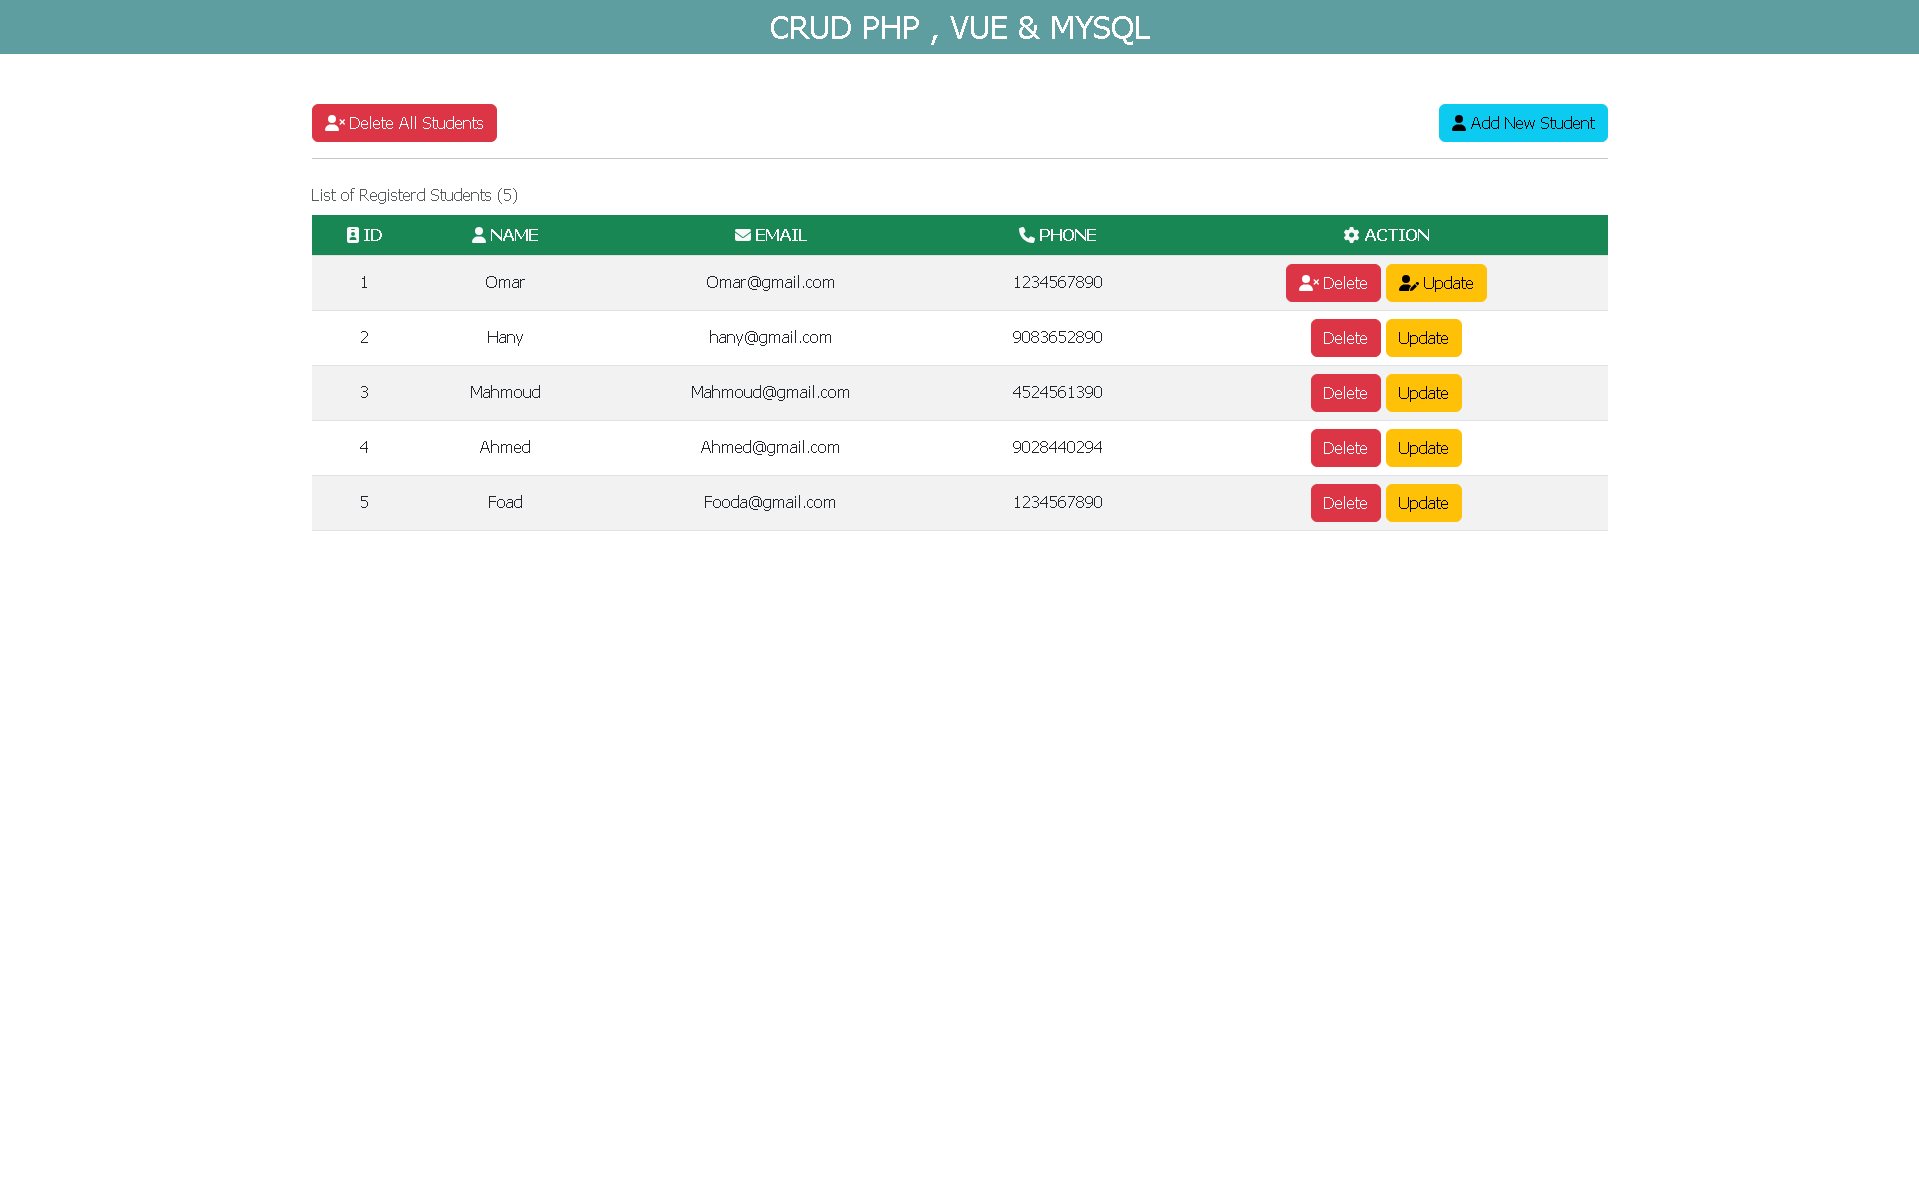 CRUD PHP , VUE & MYSQL
Delete All Students Add New Student
List of Registerd Students (5)
ID NAME EMAIL PHONE ACTION
1 Omar Omar@gmail.com 1234567890 Delete Update
2 Hany hany@gmail.com 9083652890 Delete Update
3 Mahmoud Mahmoud@gmail.com 4524561390 Delete Update
4 Ahmed Ahmed@gmail.com 9028440294 Delete Update
5 Foad Fooda@gmail.com 1234567890 Delete Update